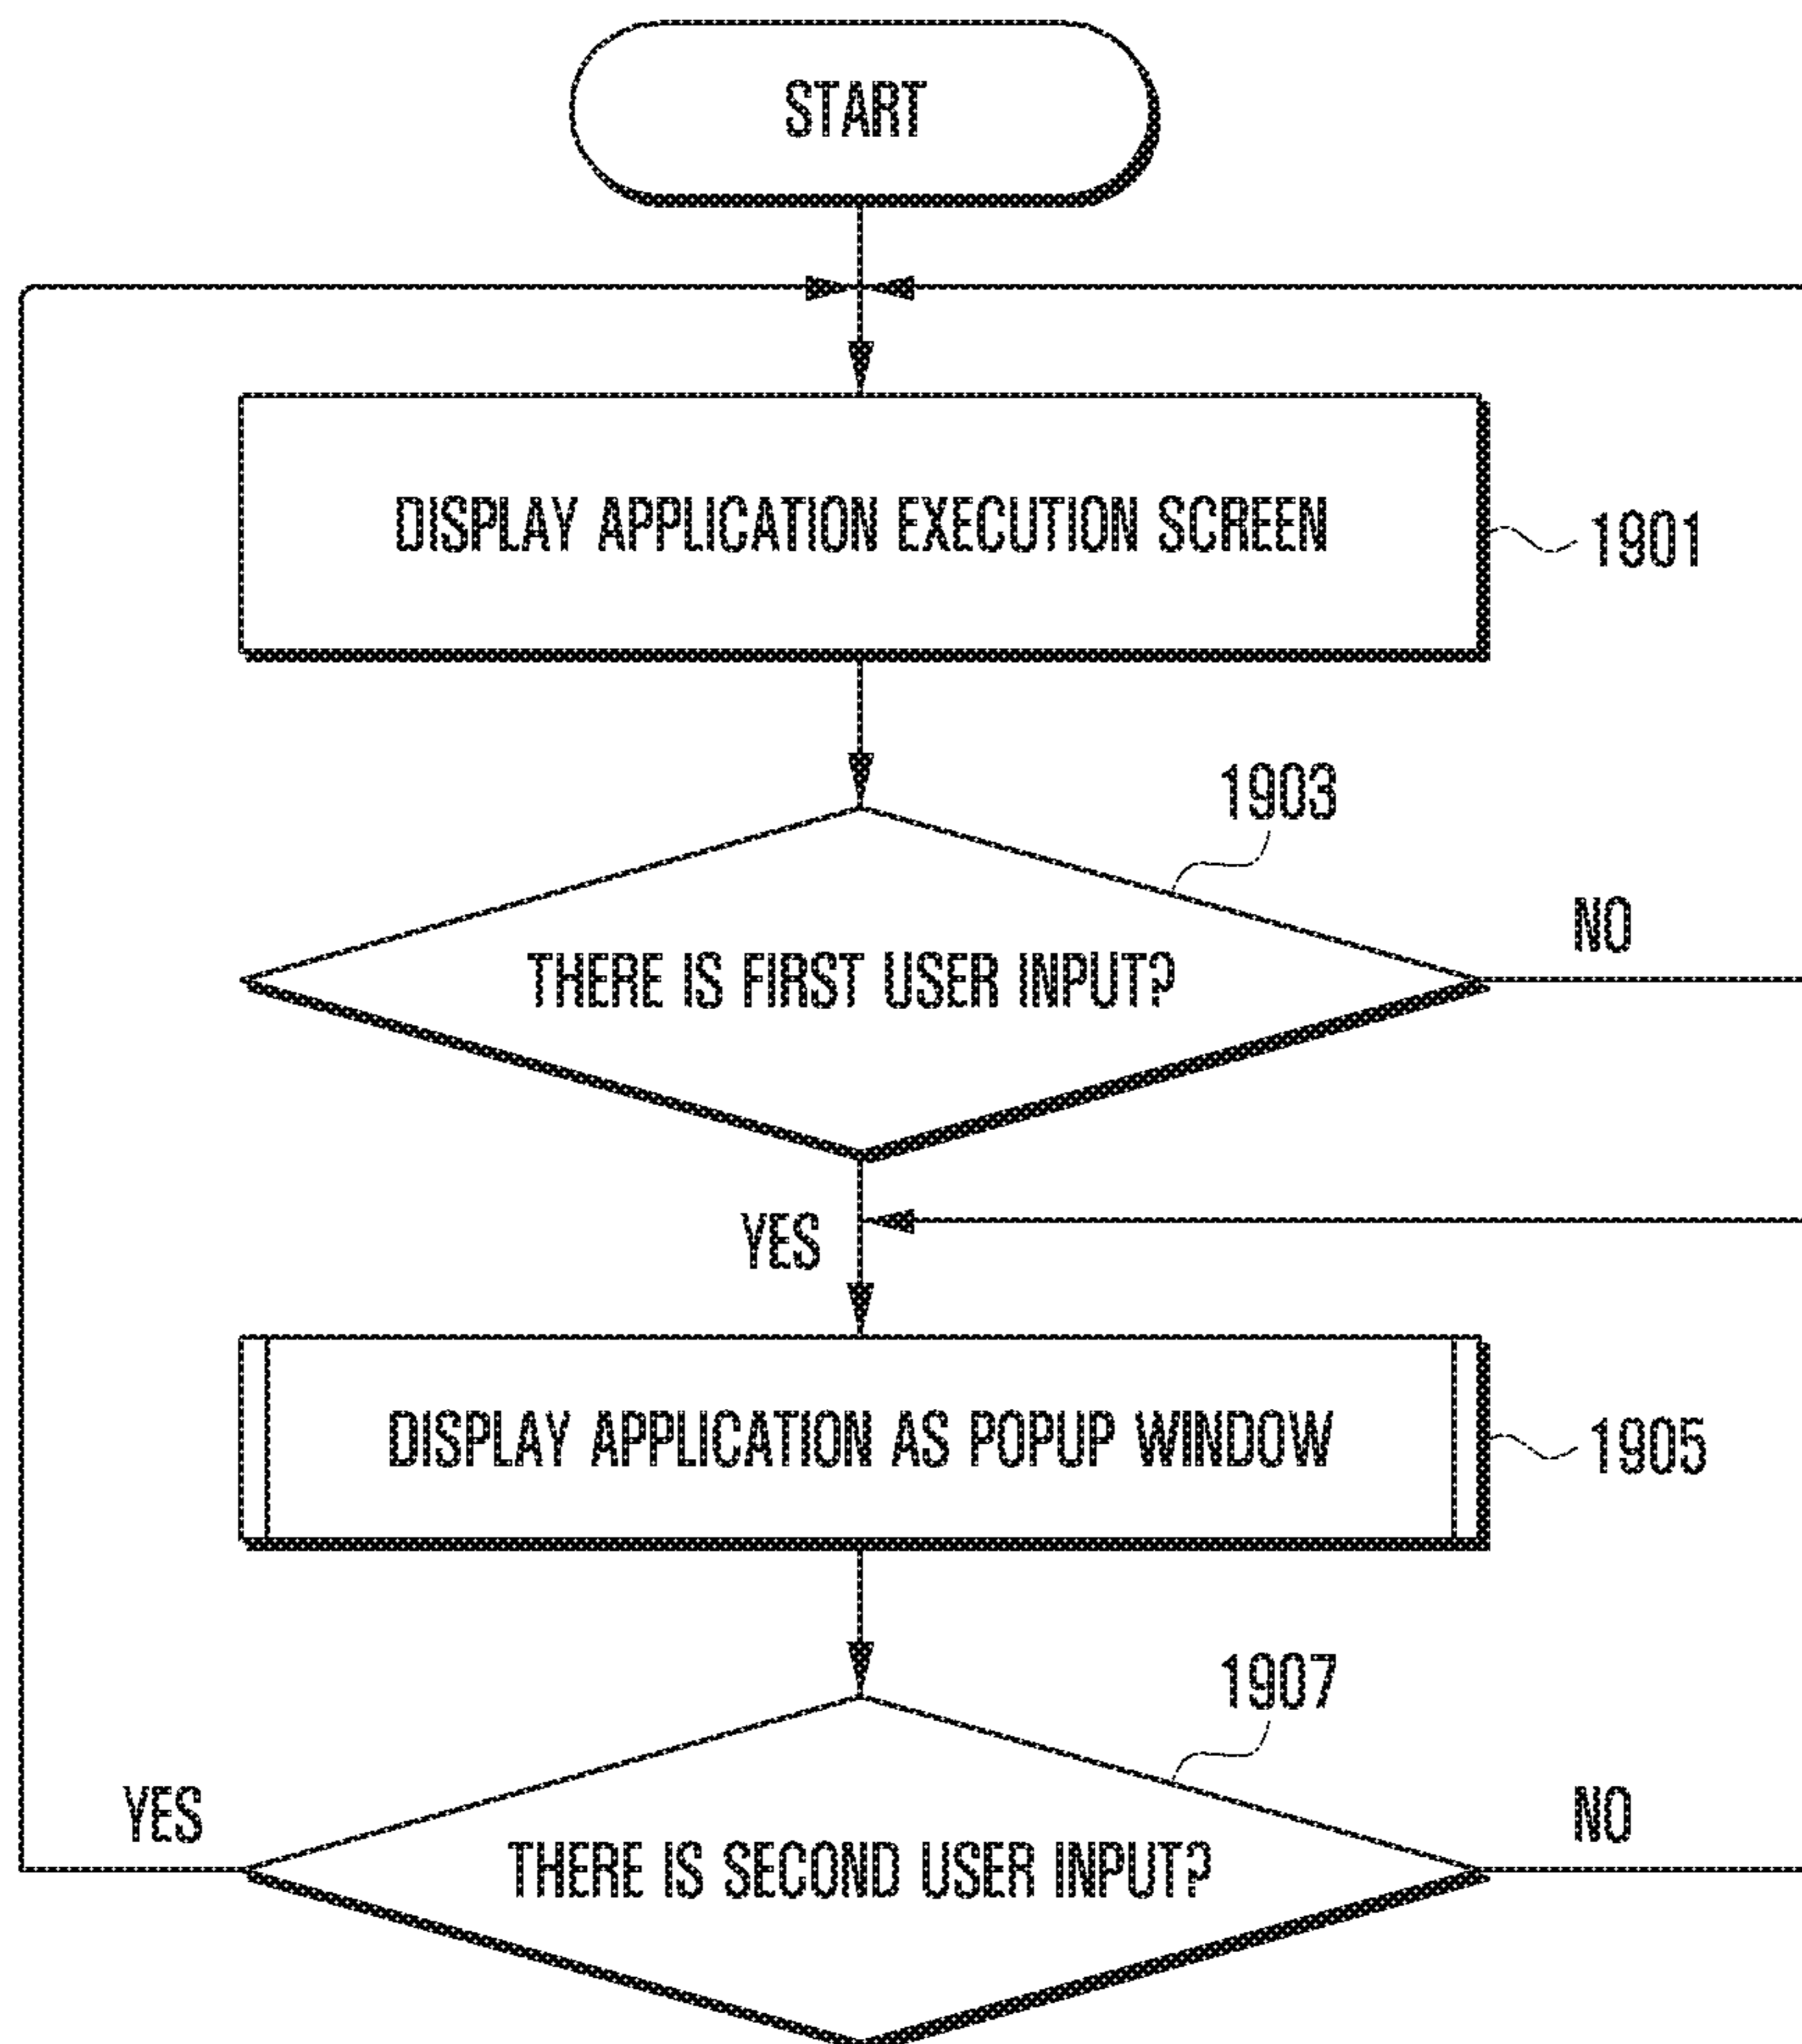 START
DISPLAY APPLICATION EXECUTION SCREEN
1901
1903
NO
THERE IS FIRST USER INPUT?
YES
DISPLAY APPLICATION AS POPUP WINDOW
1905
1907
YES
NO
THERE IS SECOND USER INPUT?